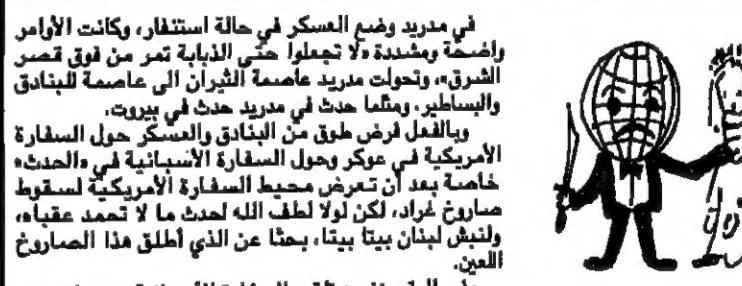 في مدريد وضع العسكر في حالة استنفار، وكانت الأوامر
واضحة ومشددة «لا تجعلوا حتى الذبابة تمر من فوق قصر
الشرق»، وتحولت مدريد عاصمة الثيران الى عاصمة للبنادق
والبساطير. ومثلما حدث في مدريد حدث في بيروت.
وبالفعل فرض طوق من البنادق والعسكر حول السفارة
الأمريكية في عوكر وحول السفارة الأسبانية في «الحدث»
خاصة بعد أن تعرض محيط السفارة الأمريكية لسقوط
صاروخ غراد، لكن لولا لطف الله لحدث ما لا تحمد عقباه،
ولنبش لبنان بيتا بيتا، بحثا عن الذي أطلق هذا الصاروخ
اللعين.